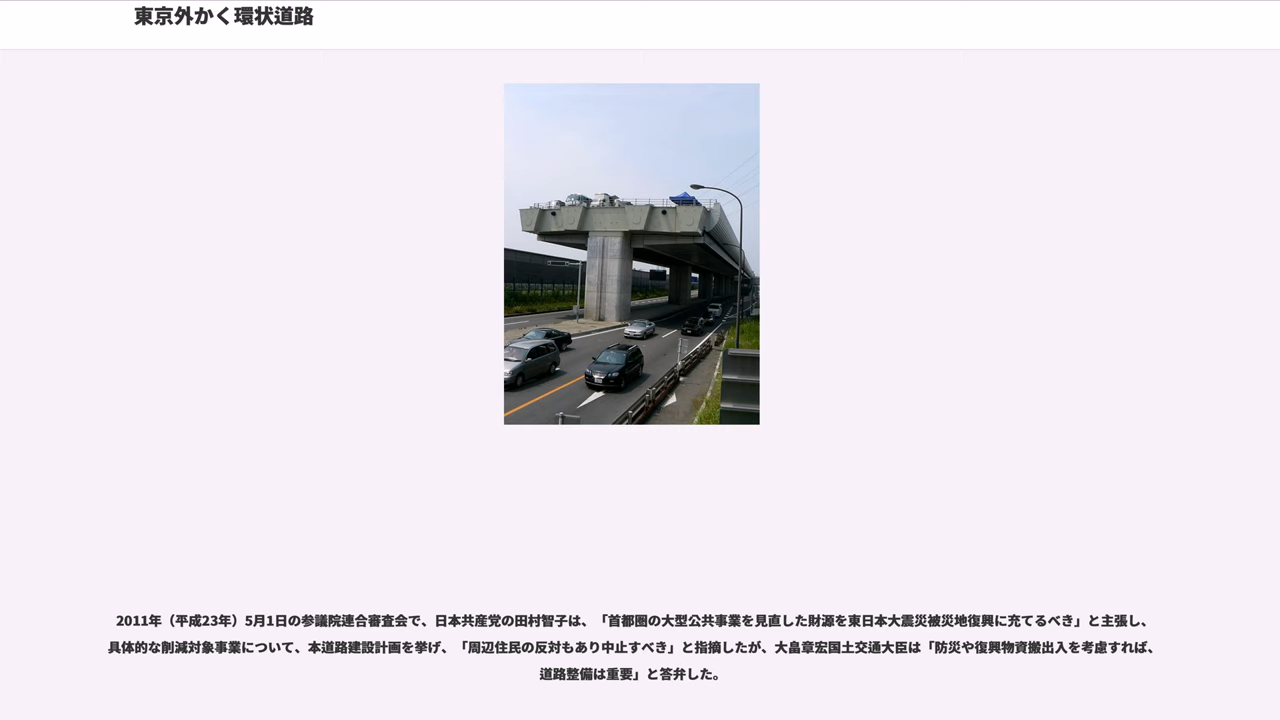 東京外かく環状道路
2011年（平成23年）5月1日の参議院連合審査会で、日本共産党の田村智子は、「首都圏の大型公共事業を見直した財源を東日本大震災被災地復興に充てるべき」と主張し、
具体的な削減対象事業について、本道路建設計画を挙げ、「周辺住民の反対もあり中止すべき」と指摘したが、大畠章宏国土交通大臣は「防災や復興物資搬出入を考慮すれば、
道路整備は重要」と答弁した。